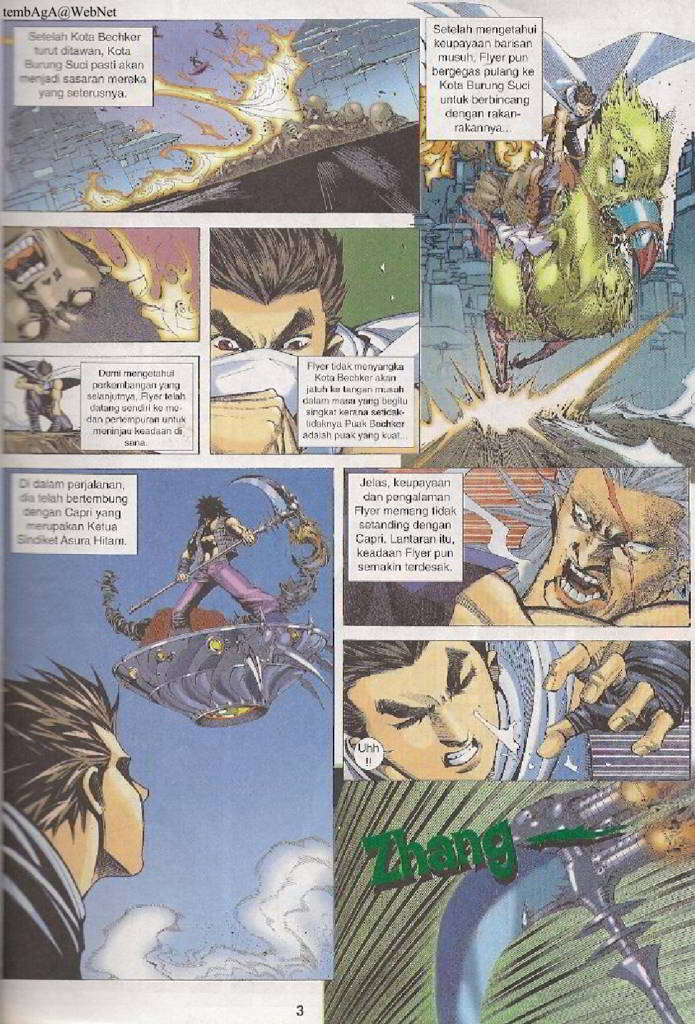 tembAgA@WebNet
Setelah Kota Bechker
turut ditawan, Kota
Burung Suci pasti akan
menjadi sasaran mereka
yang seterusnya.
Setelah mengetahui
keupayaan barisan
musuh, Flyer pun
bergegas pulang ke
Kota Burung Suci
untuk berbincang
dengan rakan-
rakannya...
Demi mengetahui
perkembangan yang
selanjutnya, Flyer telah
datang sendiri ke me-
dan pertempuran untuk
meninjau keadaan di
sana.
Flyer tidak menyangka
Kota Bechker akan
jatuh ke tangan musuh
dalam masa yang begitu
singkat kerana setidak-
tidaknya Puak Bechker
adalah puak yang kuat...
Di dalam perjalanan,
dia telah bertembung
dengan Capri yang
merupakan Ketua
Sindiket Asura Hitam.
Jelas, keupayaan
dan pengalaman
Flyer memang tidak
setanding dengan
Capri. Lantaran itu,
keadaan Flyer pun
semakin terdesak.
Uhh
!!
Zhang
3